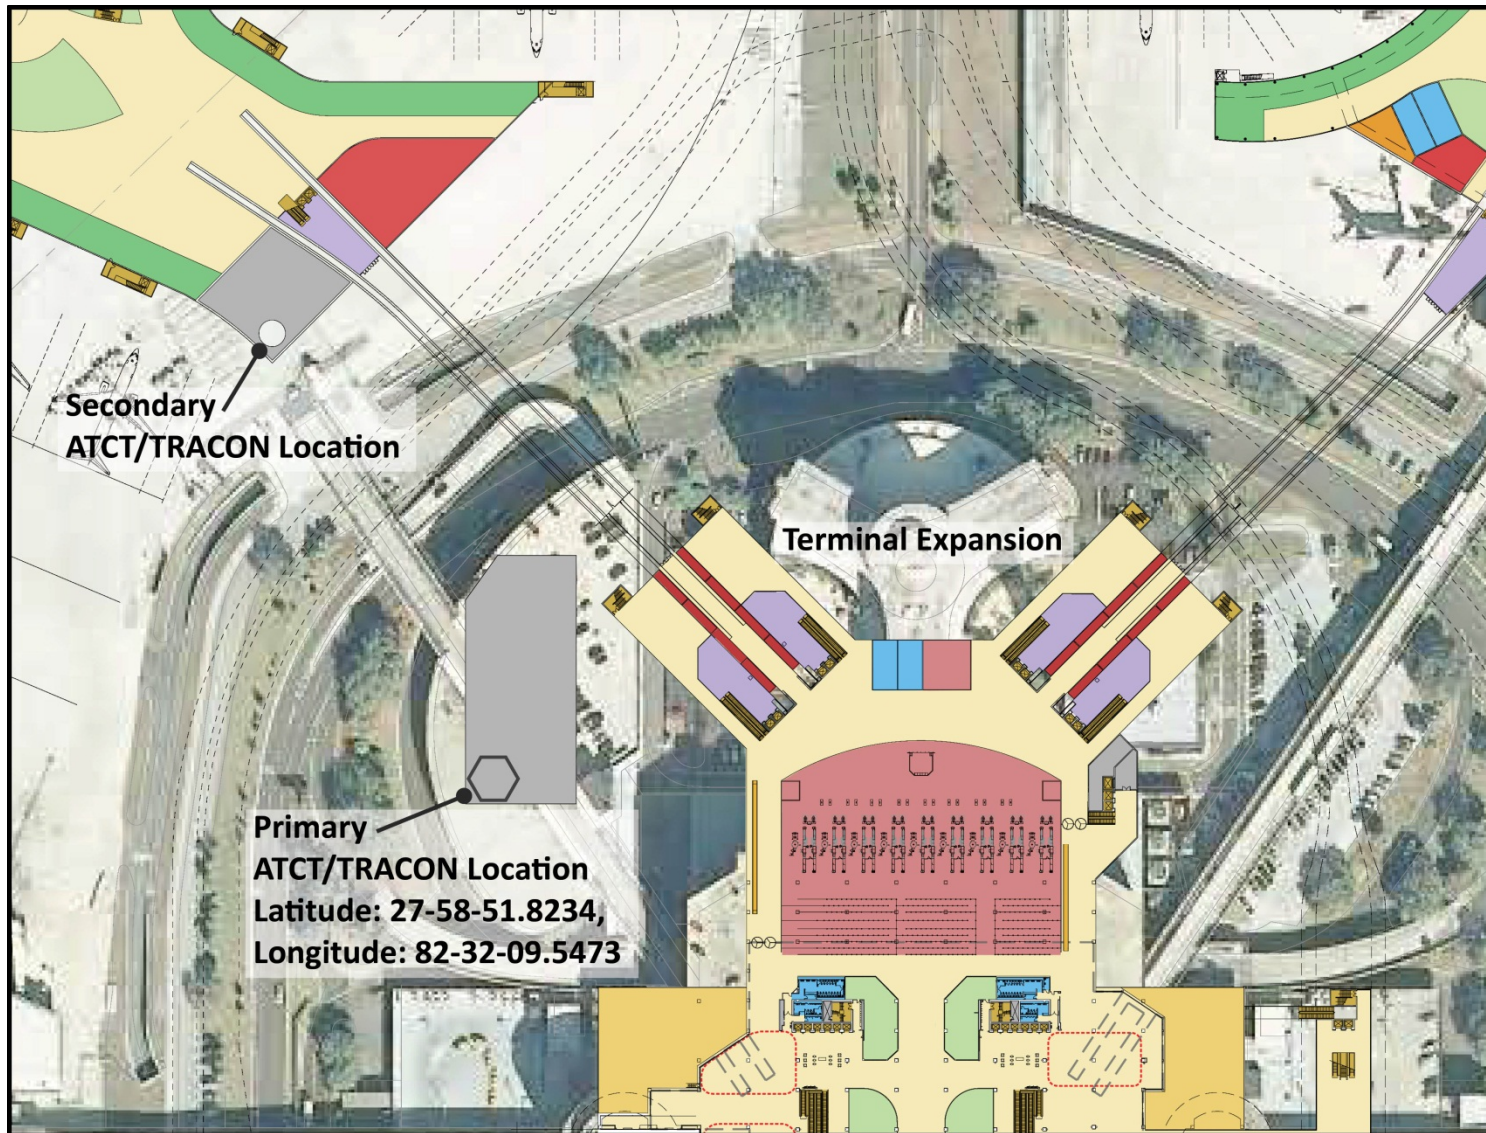 Secondary
ATCT/TRACON Location
Terminal Expansion
Primary
ATCT/TRACON Location
Latitude: 27-58-51.8234,
Longitude: 82-32-09.5473